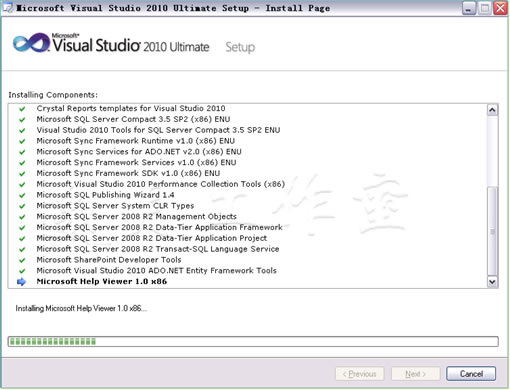 Microsoft Visual Studio 2010 Ultimate Setup - Install Page
Microsoft®
Visual Studio 2010 Ultimate Setup
Installing Components:
Crystal Reports templates for Visual Studio 2010
Microsoft SQL Server Compact 3.5 SP2 (x86) ENU
Visual Studio 2010 Tools for SQL Server Compact 3.5 SP2 ENU
Microsoft Sync Framework Runtime v1.0 (x86) ENU
Microsoft Sync Services for ADO.NET v2.0 (x86) ENU
Microsoft Sync Framework Services v1.0 (x86) ENU
Microsoft Sync Framework SDK v1.0 (x86) ENU
Microsoft Visual Studio 2010 Performance Collection Tools (x86)
Microsoft SQL Publishing Wizard 1.4
Microsoft SQL Server System CLR Types
Microsoft SQL Server 2008 R2 Management Objects
Microsoft SQL Server 2008 R2 Data-Tier Application Framework
Microsoft SQL Server 2008 R2 Data-Tier Application Project
Microsoft SQL Server 2008 R2 Transact-SQL Language Service
Microsoft SharePoint Developer Tools
Microsoft Visual Studio 2010 ADO.NET Entity Framework Tools
Microsoft Help Viewer 1.0 x86
工作室
Installing Microsoft Help Viewer 1.0 x86...
< Previous Next > Cancel